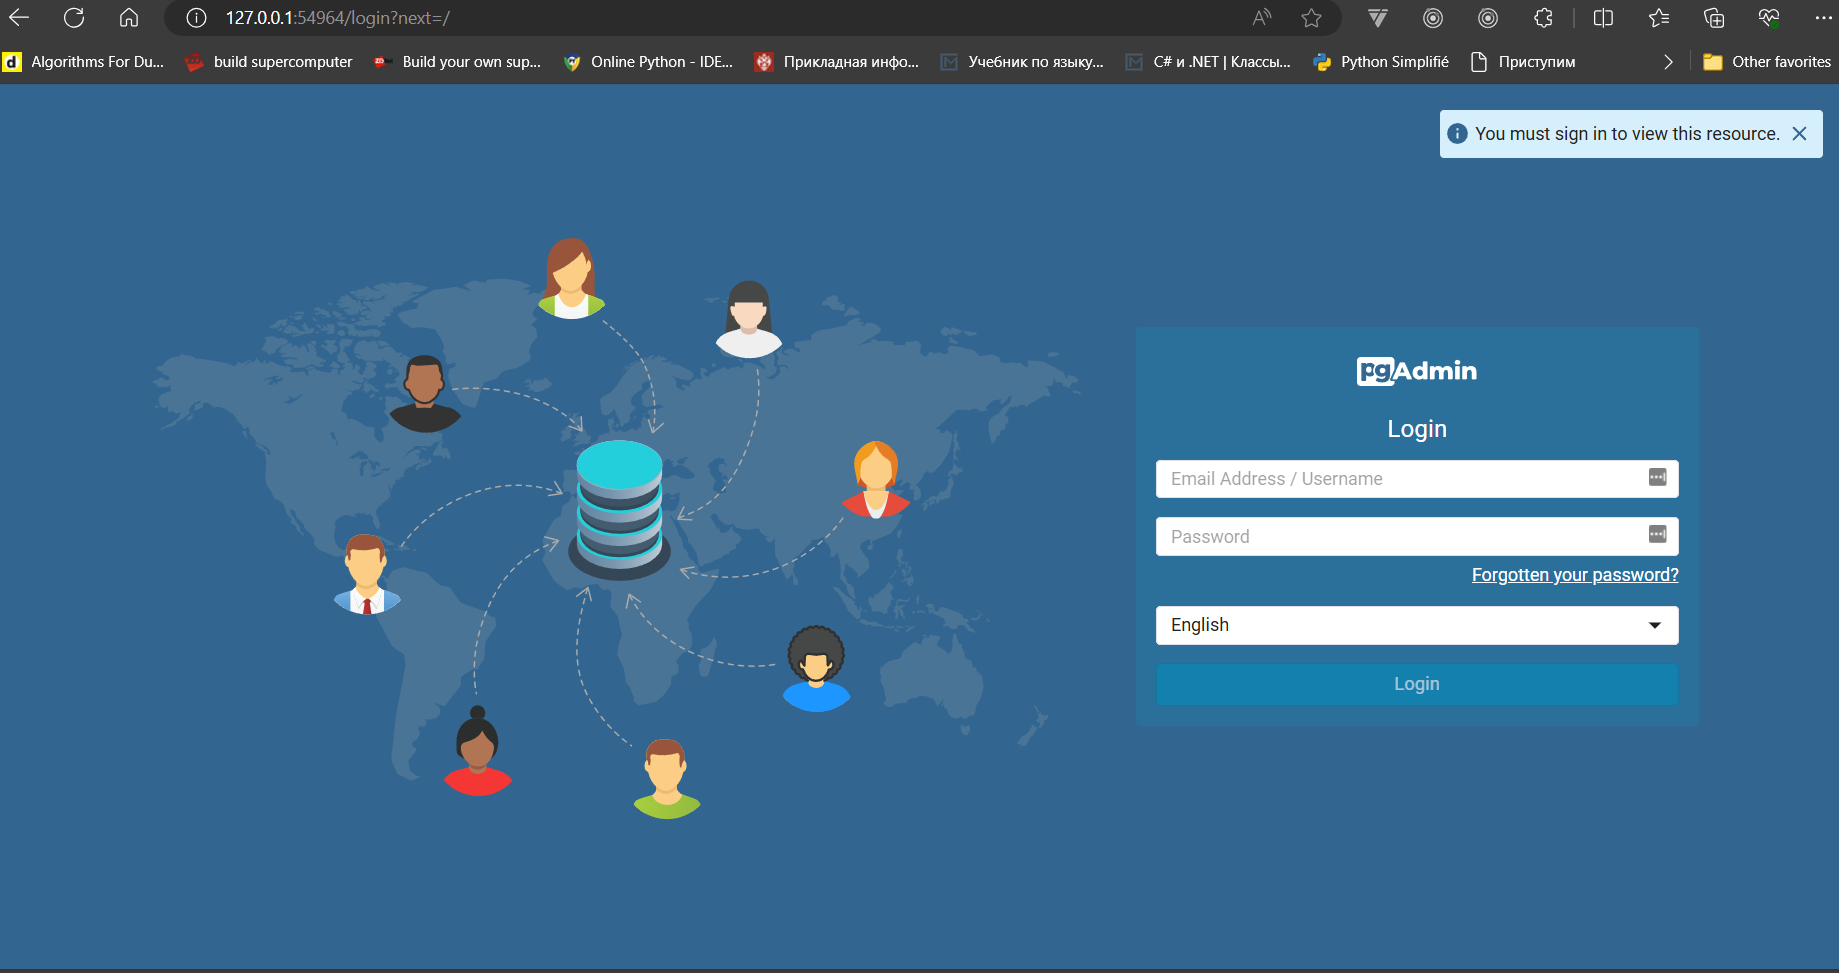 127.0.0.1:54964/login?next=/
Algorithms For Du...
build supercomputer
Build your own sup...
Online Python - IDE...
Прикладная инфо...
Учебник по языку...
C# и .NET | Классы...
Python Simplifié
Приступим
Other favorites
You must sign in to view this resource.
pgAdmin
Login
Email Address / Username
Password
Forgotten your password?
English
Login